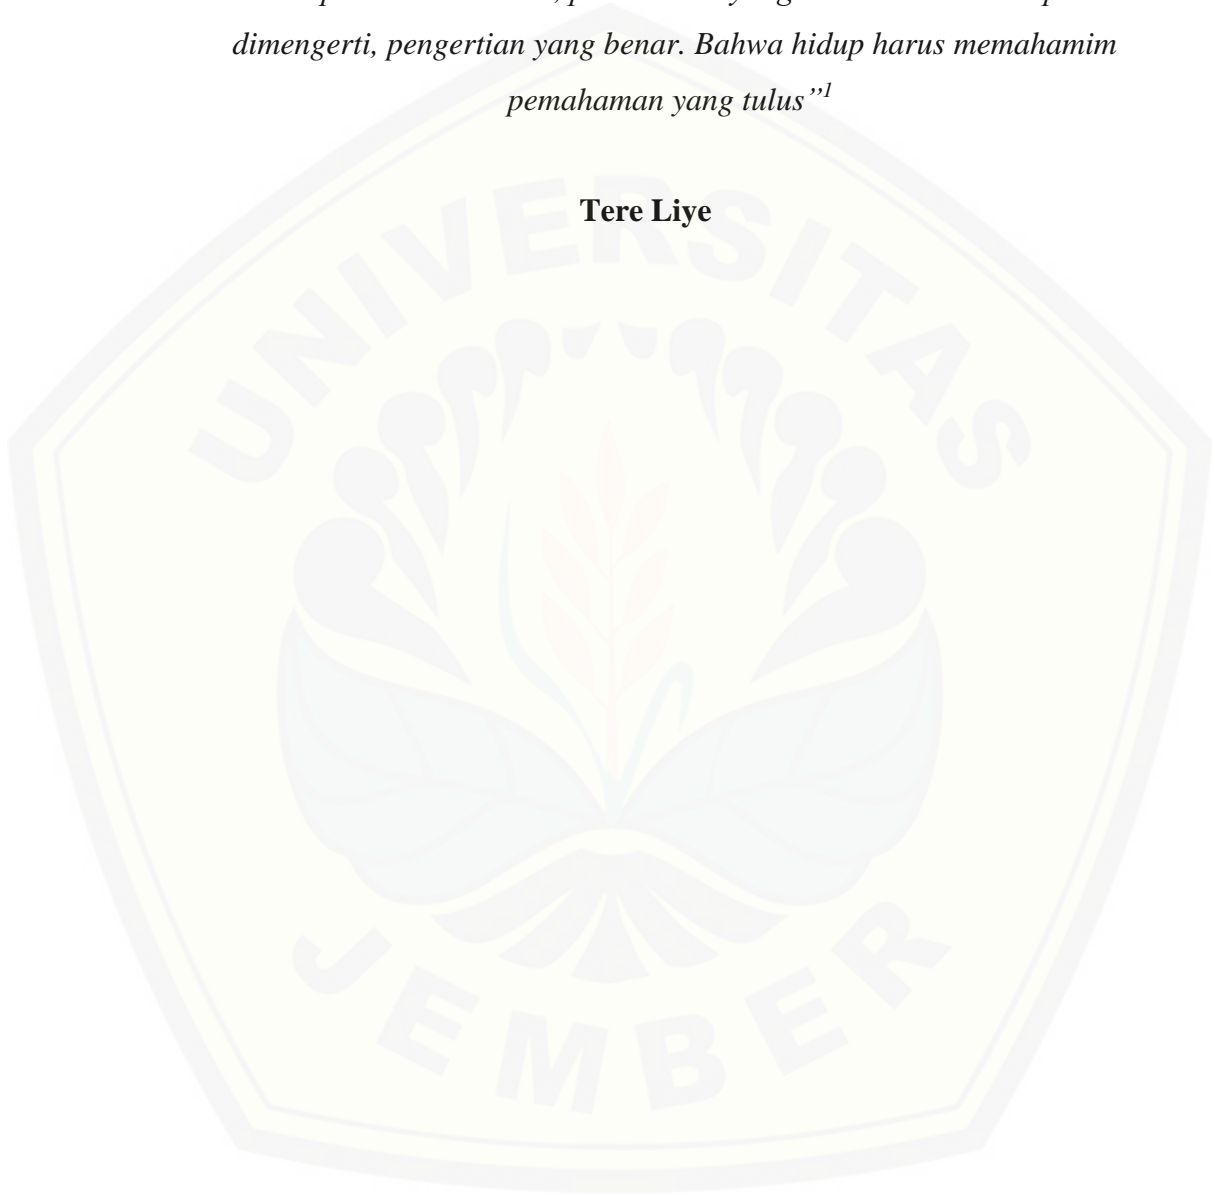 dimengerti, pengertian yang benar. Bahwa hidup harus memahamim
pemahaman yang tulus”1
Tere Liye
UNIVERSITAS
JEMBER